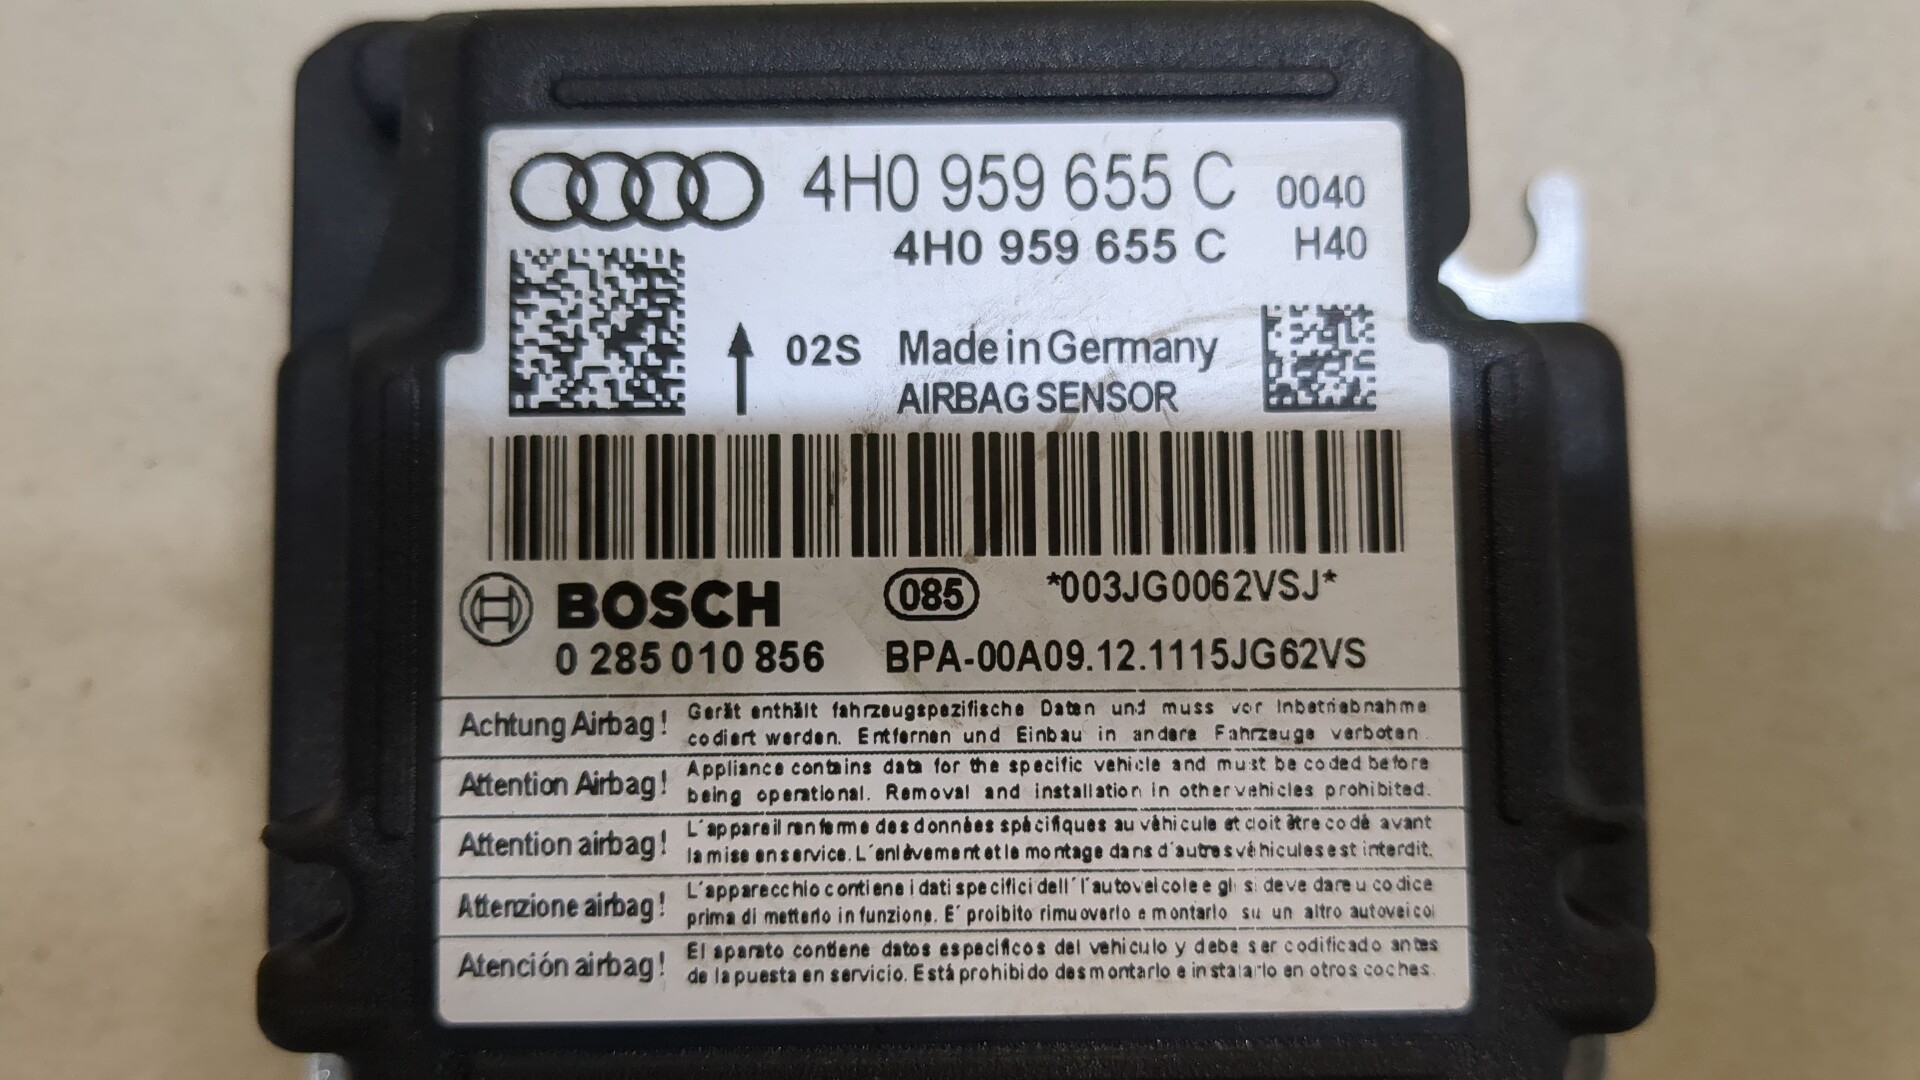 4H0 959 655 C 0040
4H0 959 655 C H40
02S Made in Germany
AIRBAG SENSOR
BOSCH 085 *003JG0062VSJ*
0 285 010 856 BPA-00A09.12.1115JG62VS
Achtung Airbag! Gerät enthält fahrzeugspezifische Daten und muss vor Inbetriebnahme
codiert werden. Entfernen und Einbau in andere Fahrzeuge verboten.
Attention Airbag! Appliance contains data for the specific vehicle and must be coded before
being operational. Removal and installation in other vehicles prohibited.
Attention airbag! L'appareil renferme des données spécifiques au véhicule et doit être codé avant
la mise en service. L'enlèvement et le montage dans d'autres véhicules est interdit.
Attenzione airbag! L'apparecchio contiene i dati specifici dell'l'autoveicolo e gli si deve dare u codice
prima di metterlo in funzione. E' proibito rimuoverlo e montarlo su un altro autoveicol
Atención airbag! El aparato contiene datos especificos del vehiculo y debe ser codificado antes
de la puesta en servicio. Está prohibido desmontarlo e instalarlo en otros coches.